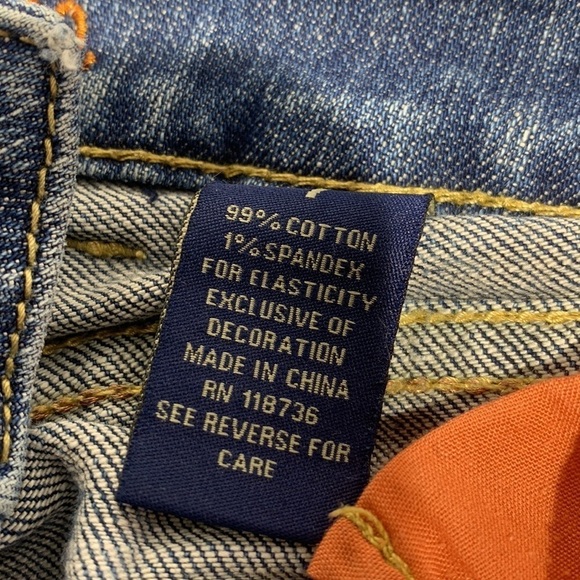 99% COTTON
1% SPANDEX
FOR ELASTICITY
EXCLUSIVE OF
DECORATION
MADE IN CHINA
RN 118736
SEE REVERSE FOR
CARE